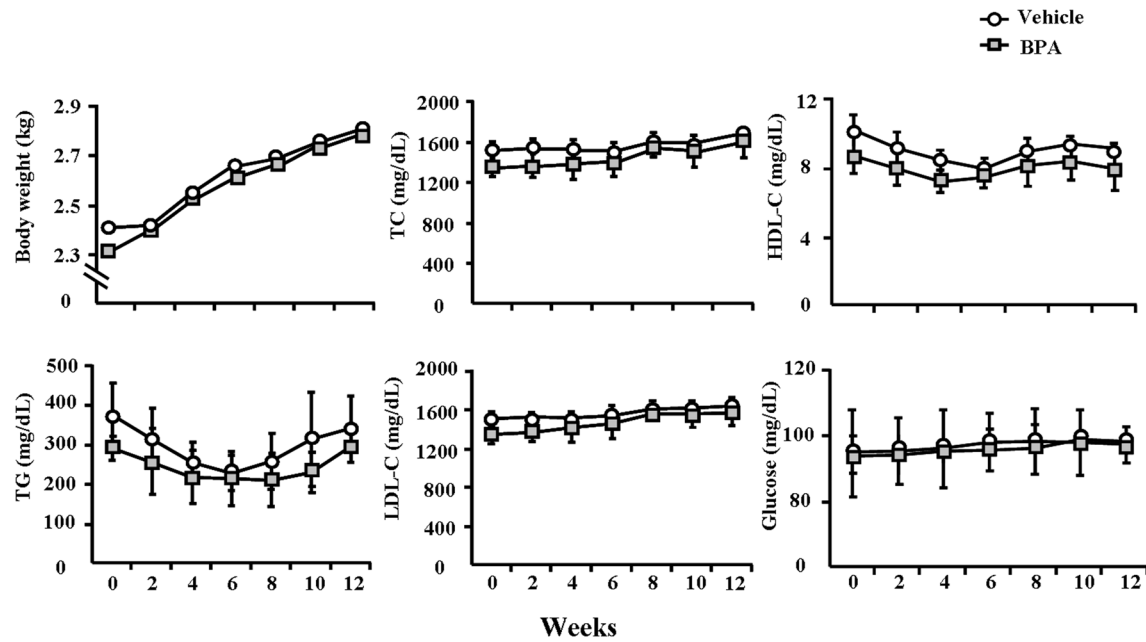 Vehicle
BPA
Body weight (kg)
2.9
2.7
2.5
2.3
0
TC (mg/dL)
2000
1600
1200
800
400
0
HDL-C (mg/dL)
12
8
4
0
TG (mg/dL)
500
400
300
200
100
0
0 2 4 6 8 10 12
LDL-C (mg/dL)
2000
1600
1200
800
400
0
0 2 4 6 8 10 12
Glucose (mg/dL)
120
100
80
0
0 2 4 6 8 10 12
Weeks